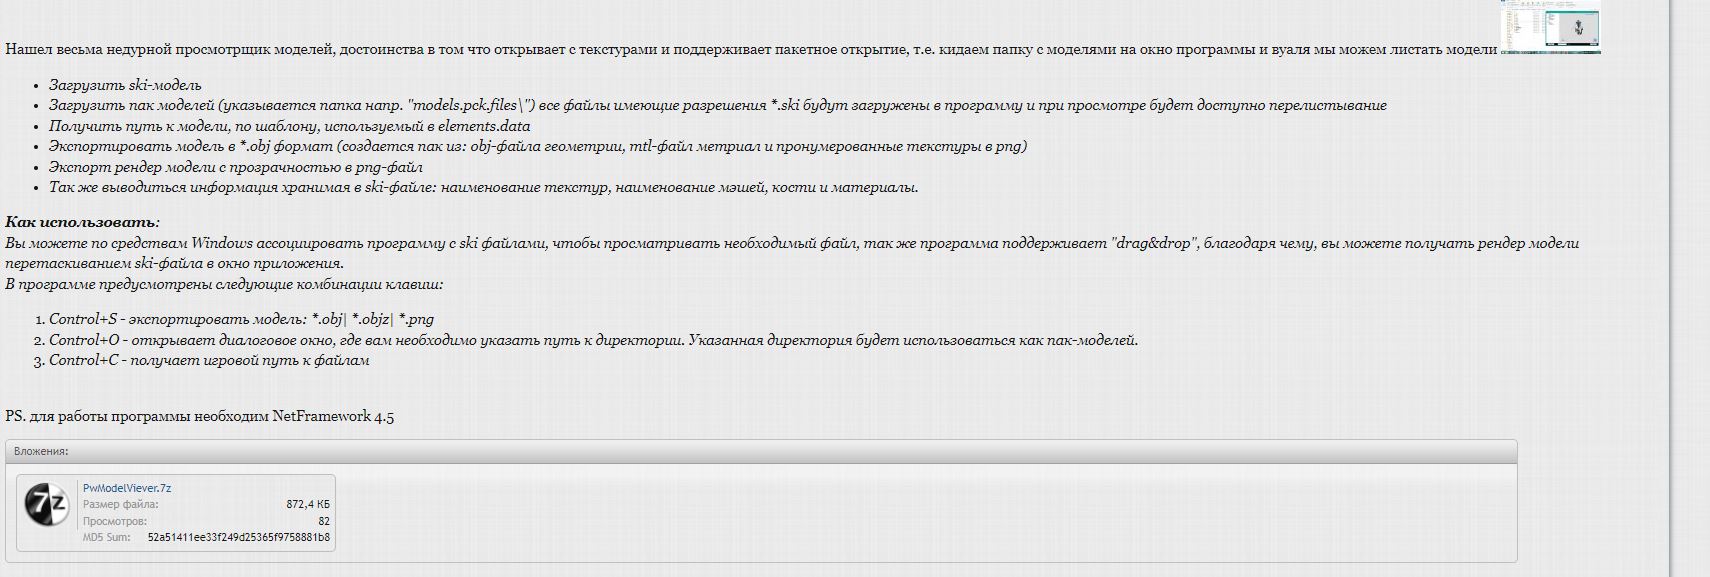 Нашел весьма недурной просмотрщик моделей, достоинства в том что открывает с текстурами и поддерживает пакетное открытие, т.е. кидаем папку с моделями на окно программы и вуаля мы можем листать модели
• Загрузить ski-модель
• Загрузить пак моделей (указывается папка напр. "models.pck.files\") все файлы имеющие разрешения *.ski будут загружены в программу и при просмотре будет доступно перелистывание
• Получить путь к модели, по шаблону, используемый в elements.data
• Экспортировать модель в *.obj формат (создается пак из: obj-файла геометрии, mtl-файл метриал и пронумерованные текстуры в png)
• Экспорт рендер модели с прозрачностью в png-файл
• Так же выводиться информация хранимая в ski-файле: наименование текстур, наименование мэшей, кости и материалы.
Как использовать:
Вы можете по средствам Windows ассоциировать программу с ski файлами, чтобы просматривать необходимый файл, так же программа поддерживает "drag&drop", благодаря чему, вы можете получать рендер модели
перетаскиванием ski-файла в окно приложения.
В программе предусмотрены следующие комбинации клавиш:
1. Control+S - экспортировать модель: *.obj| *.objz| *.png
2. Control+O - открывает диалоговое окно, где вам необходимо указать путь к директории. Указанная директория будет использоваться как пак-моделей.
3. Control+C - получает игровой путь к файлам
PS. для работы программы необходим NetFramework 4.5
Вложения:
7z
PwModelViever.7z
Размер файла: 872,4 КБ
Просмотров: 82
MD5 Sum: 52a51411ee33f249d25365f9758881b8